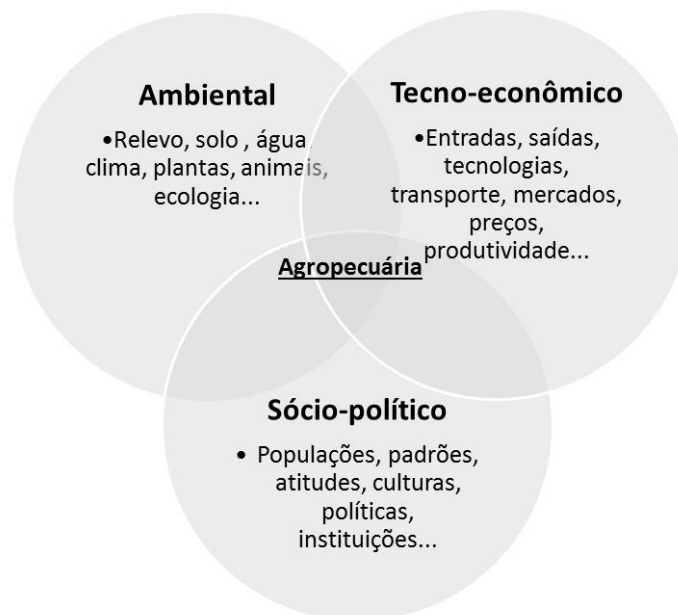 Ambiental
•Relevo, solo , água,
clima, plantas, animais,
ecologia...
Tecno-econômico
•Entradas, saídas,
tecnologias,
transporte, mercados,
preços,
produtividade...
Agropecuária
Sócio-político
• Populações, padrões,
atitudes, culturas,
políticas,
instituições...